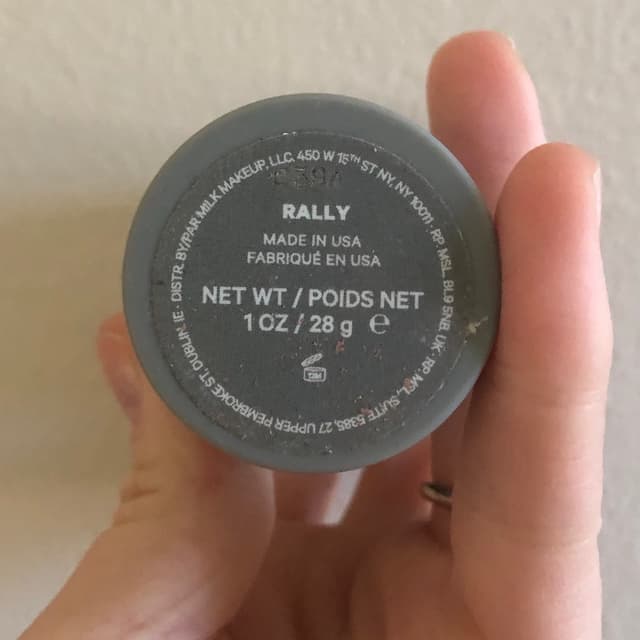 DISTR. BY/PAR MILK MAKEUP, LLC, 450 W 15TH ST NY, NY 10011 · RP: MSL, BL9 5NB, UK · RP: MSL, SUITE 5385, 27 UPPER PEMBROKE ST, DUBLIN, IE ·
RALLY
MADE IN USA
FABRIQUÉ EN USA
NET WT / POIDS NET
1 OZ / 28 g ℮
12M